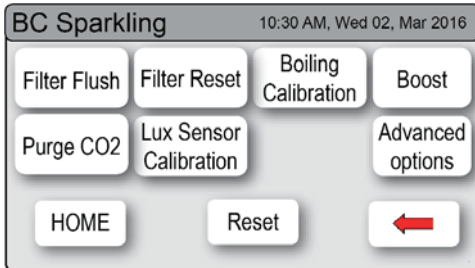 BC Sparkling 10:30 AM, Wed 02, Mar 2016
Filter Flush Filter Reset Boiling Calibration Boost
Purge CO2 Lux Sensor Calibration Advanced options
HOME Reset